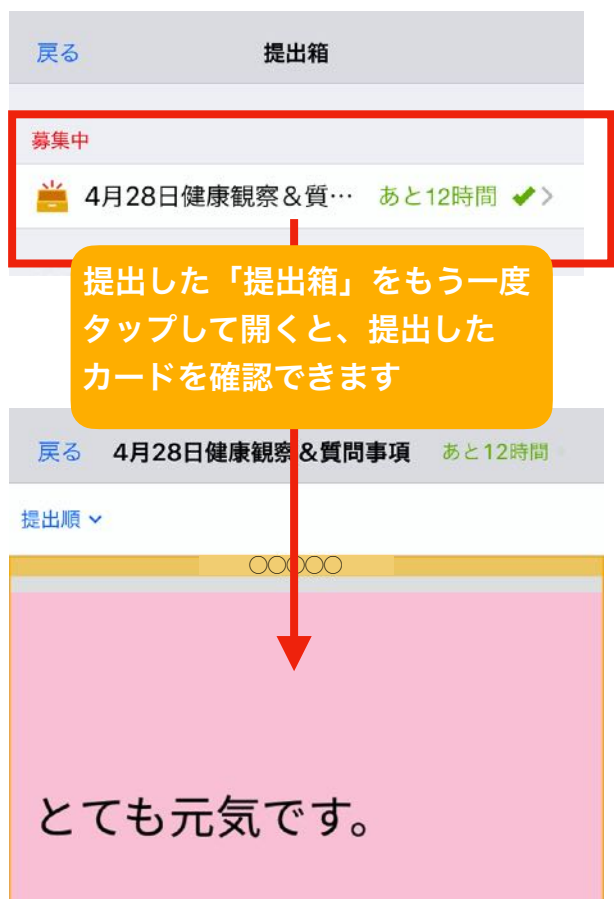 戻る 提出箱
募集中
4月28日健康観察&質… あと12時間
提出した「提出箱」をもう一度
タップして開くと、提出した
カードを確認できます
戻る 4月28日健康観察&質問事項 あと12時間
提出順
○○○○○
とても元気です。